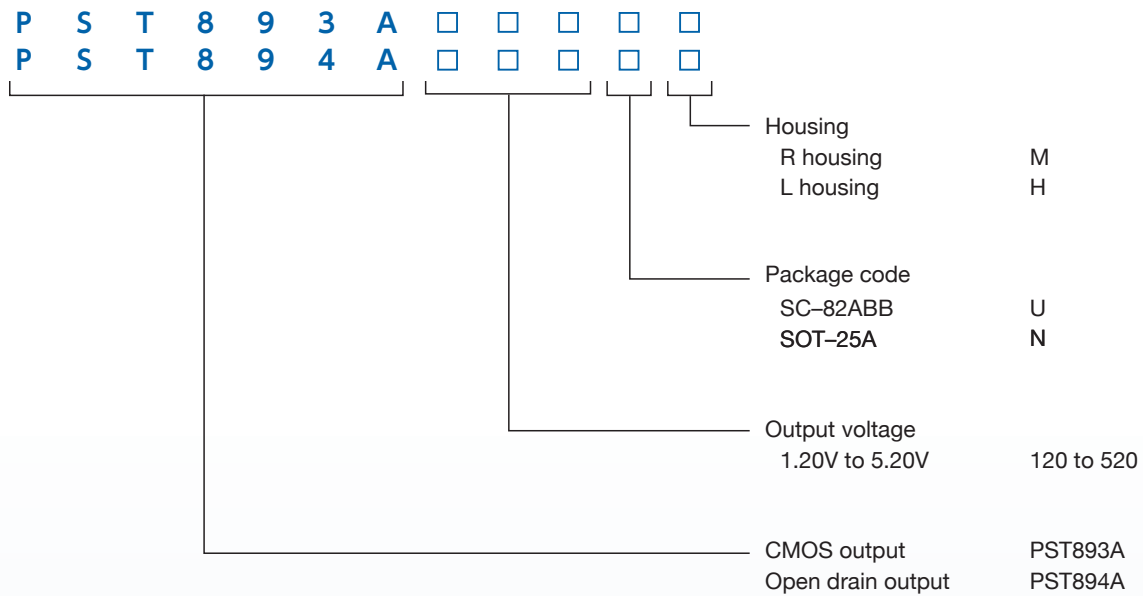 P S T 8 9 3 A □ □ □ □ □
P S T 8 9 4 A □ □ □ □ □
Housing
R housing M
L housing H
Package code
SC–82ABB U
SOT–25A N
Output voltage
1.20V to 5.20V 120 to 520
CMOS output PST893A
Open drain output PST894A